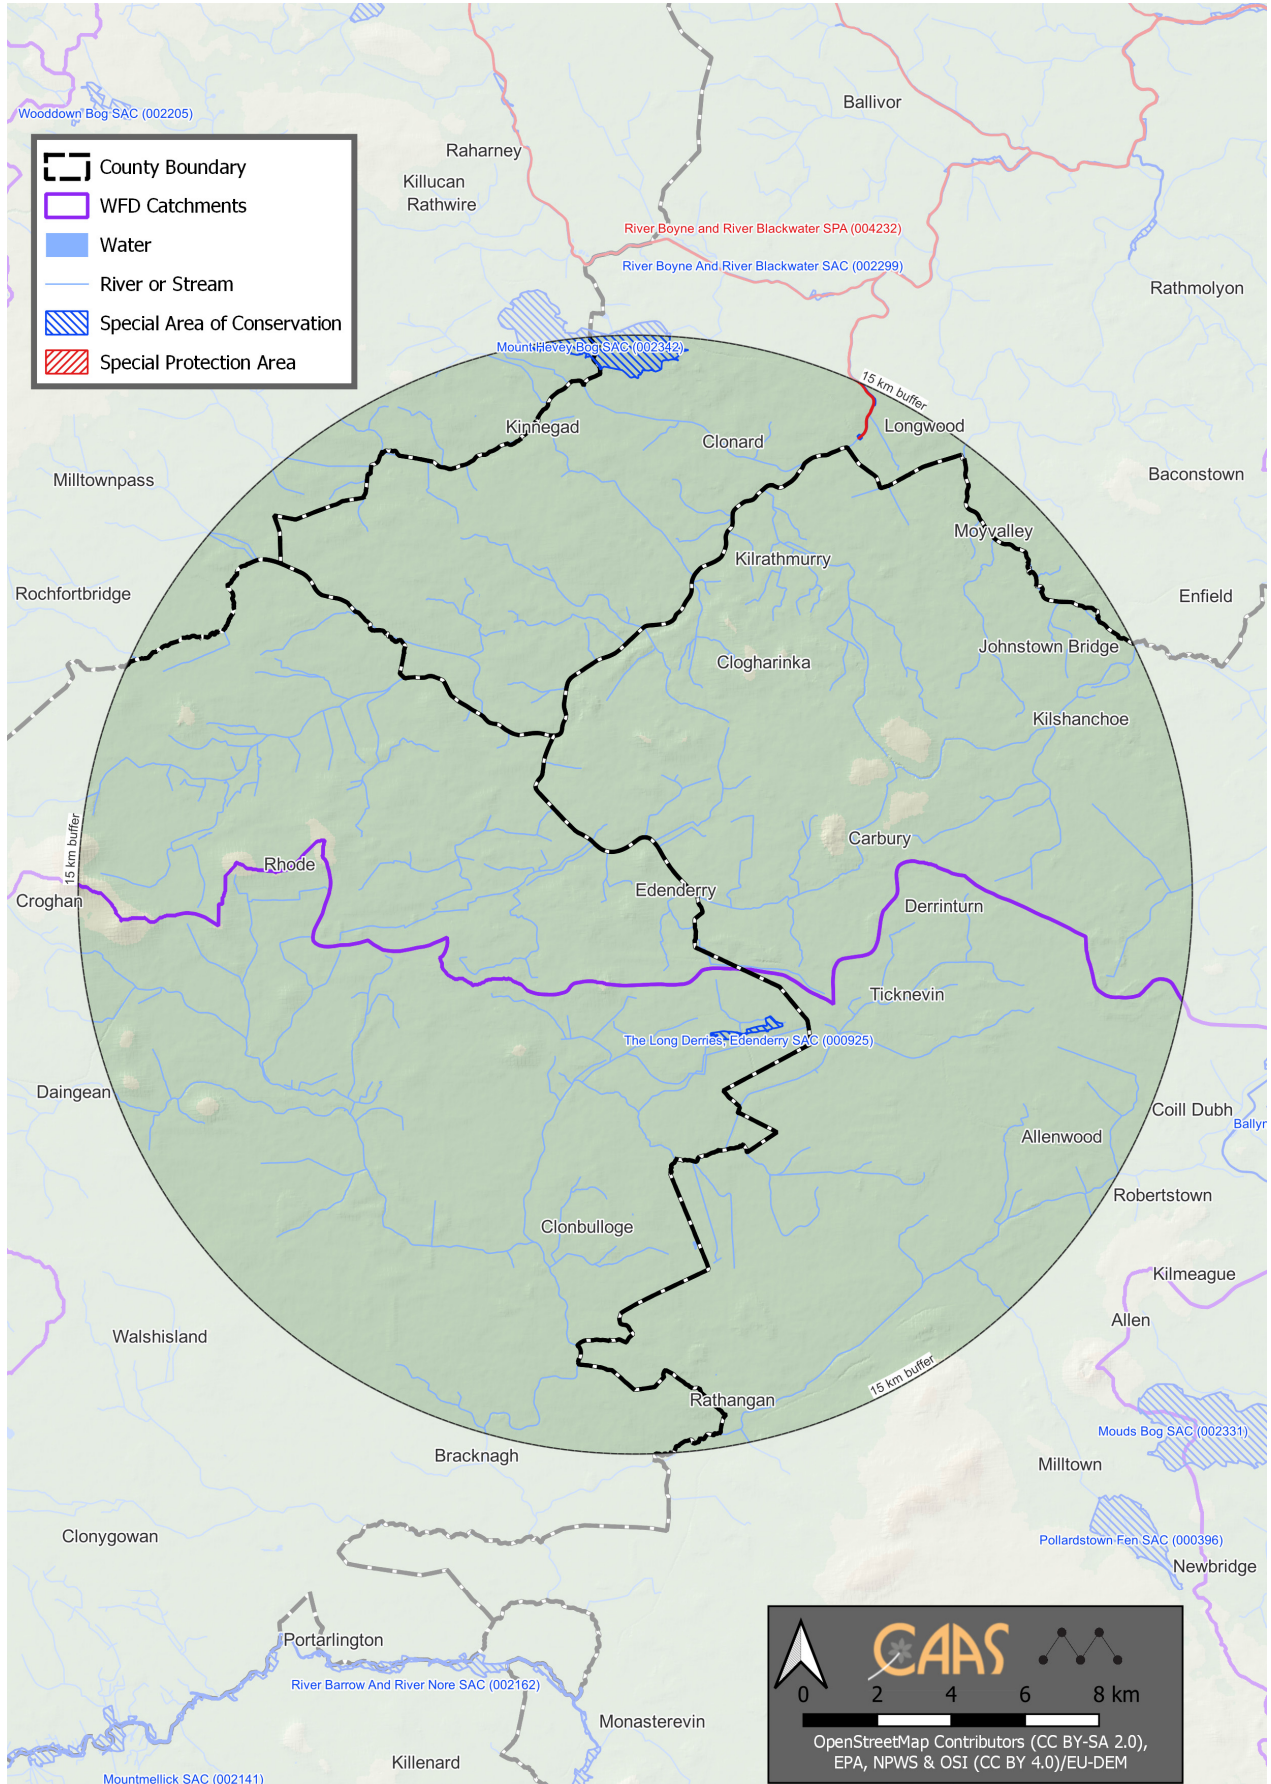 Ballivor
Wooddown Bog SAC (002205)
Raharney
Killucan
Rathwire
County Boundary
WFD Catchments
Water
River or Stream
Special Area of Conservation
Special Protection Area
River Boyne and River Blackwater SPA (004232)
River Boyne And River Blackwater SAC (002299)
Rathmolyon
Mount Hevey Bog SAC (002342)
15 km buffer
Kinnegad
Clonard
Longwood
Milltownpass
Baconstown
Moyvalley
Kilrathmurry
Rochfortbridge
Enfield
Johnstown Bridge
Clogharinka
Kilshanchoe
15 km buffer
Carbury
Rhode
Edenderry
Croghan
Derrinturn
Ticknevin
The Long Derries, Edenderry SAC (000925)
Daingean
Coill Dubh
Ballyn
Allenwood
Robertstown
Clonbulloge
Kilmeague
Allen
Walshisland
15 km buffer
Rathangan
Mouds Bog SAC (002331)
Bracknagh
Milltown
Clonygowan
Pollardstown Fen SAC (000396)
Newbridge
Portarlington
River Barrow And River Nore SAC (002162)
Monasterevin
Killenard
Mountmellick SAC (002141)
CAAS
0 2 4 6 8 km
OpenStreetMap Contributors (CC BY-SA 2.0),
EPA, NPWS & OSI (CC BY 4.0)/EU-DEM